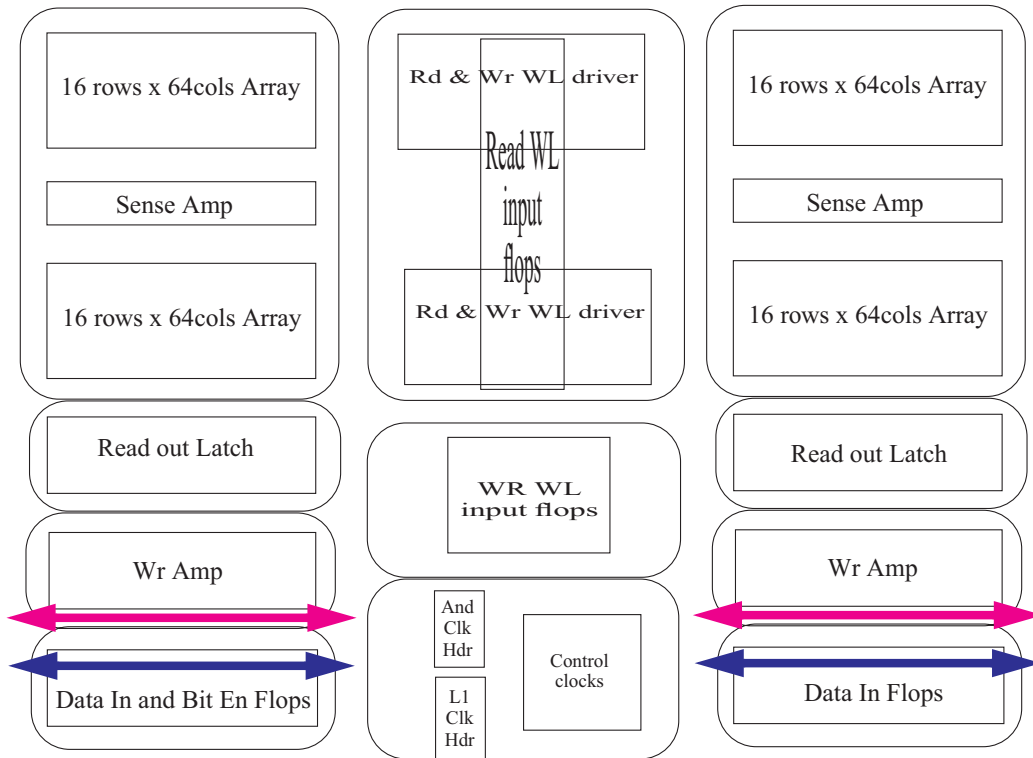 16 rows x 64cols Array
Sense Amp
16 rows x 64cols Array
Read out Latch
Wr Amp
Data In and Bit En Flops
Rd & Wr WL driver
Read WL
input
flops
Rd & Wr WL driver
WR WL
input flops
And
Clk
Hdr
L1
Clk
Hdr
Control
clocks
16 rows x 64cols Array
Sense Amp
16 rows x 64cols Array
Read out Latch
Wr Amp
Data In Flops